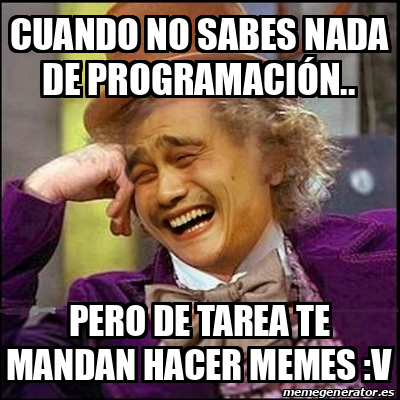 CUANDO NO SABES NADA
DE PROGRAMACIÓN..
PERO DE TAREA TE
MANDAN HACER MEMES :V
memegenerator.es